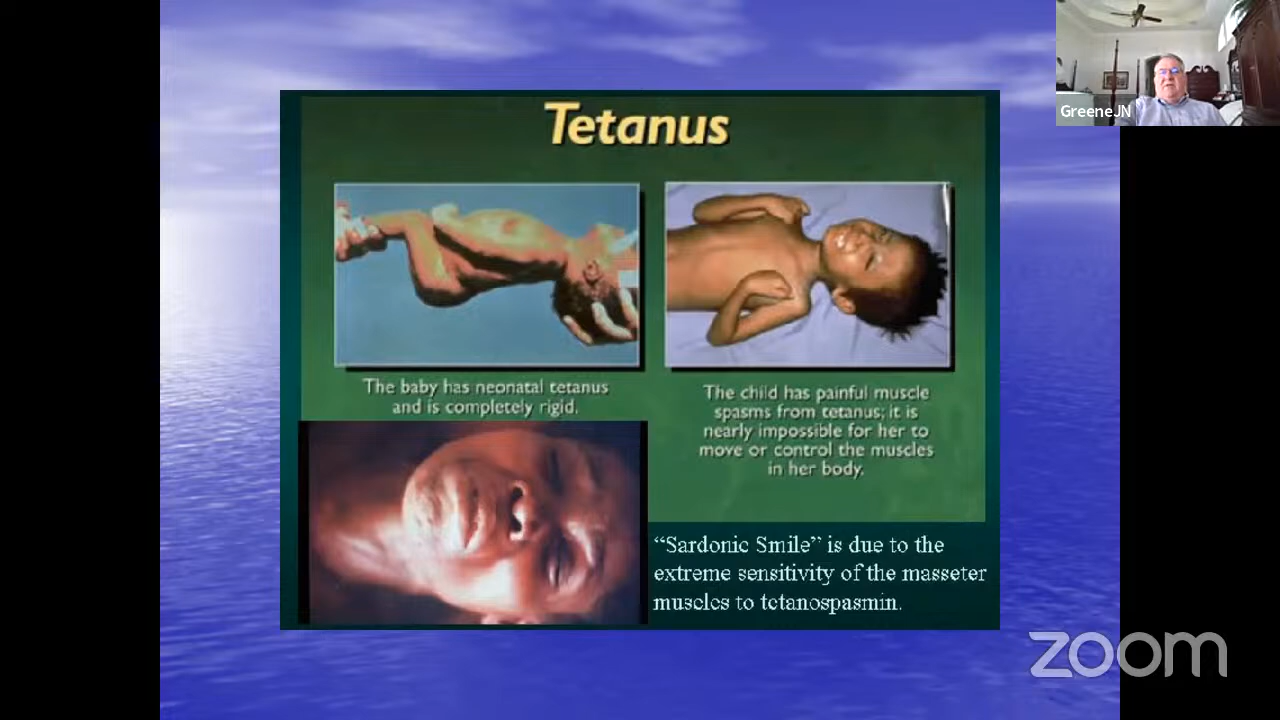 Tetanus
GreeneJN
The baby has neonatal tetanus
and is completely rigid.
The child has painful muscle
spasms from tetanus; it is
nearly impossible for her to
move or control the muscles
in her body.
“Sardonic Smile” is due to the
extreme sensitivity of the masseter
muscles to tetanospasmin.
zoom